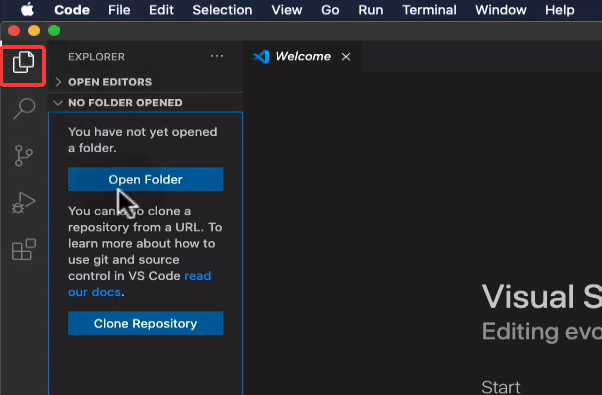 Code File Edit Selection View Go Run Terminal Window Help
EXPLORER
Welcome
OPEN EDITORS
NO FOLDER OPENED
You have not yet opened
a folder.
Open Folder
You can clone a
repository from a URL. To
learn more about how to
use git and source
control in VS Code read
our docs.
Clone Repository
Visual S
Editing evo
Start